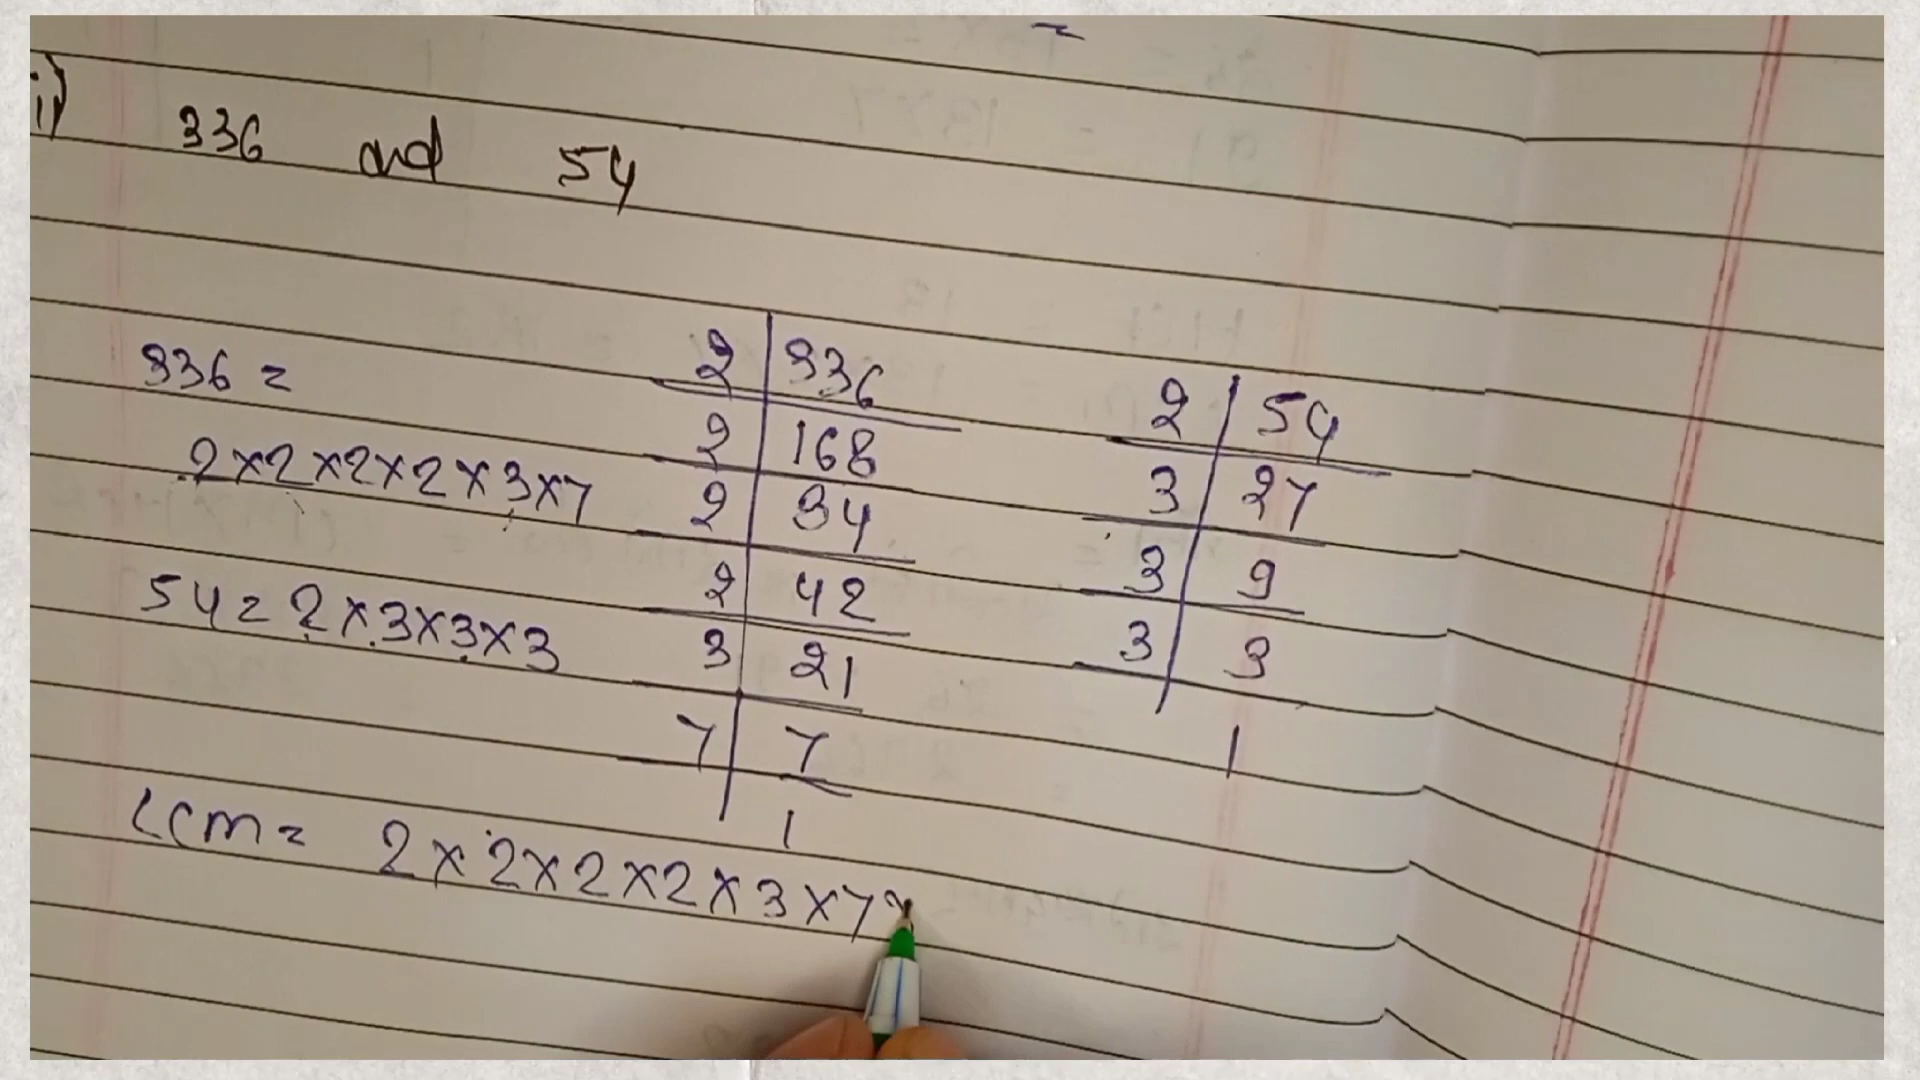 ii)
336 and 54
336 =
2×2×2×2×3×7
54 = 2×3×3×3
2 | 336
2 | 168
2 | 84
2 | 42
3 | 21
7 | 7
1
2 | 54
3 | 27
3 | 9
3 | 3
1
LCM = 2×2×2×2×3×7×